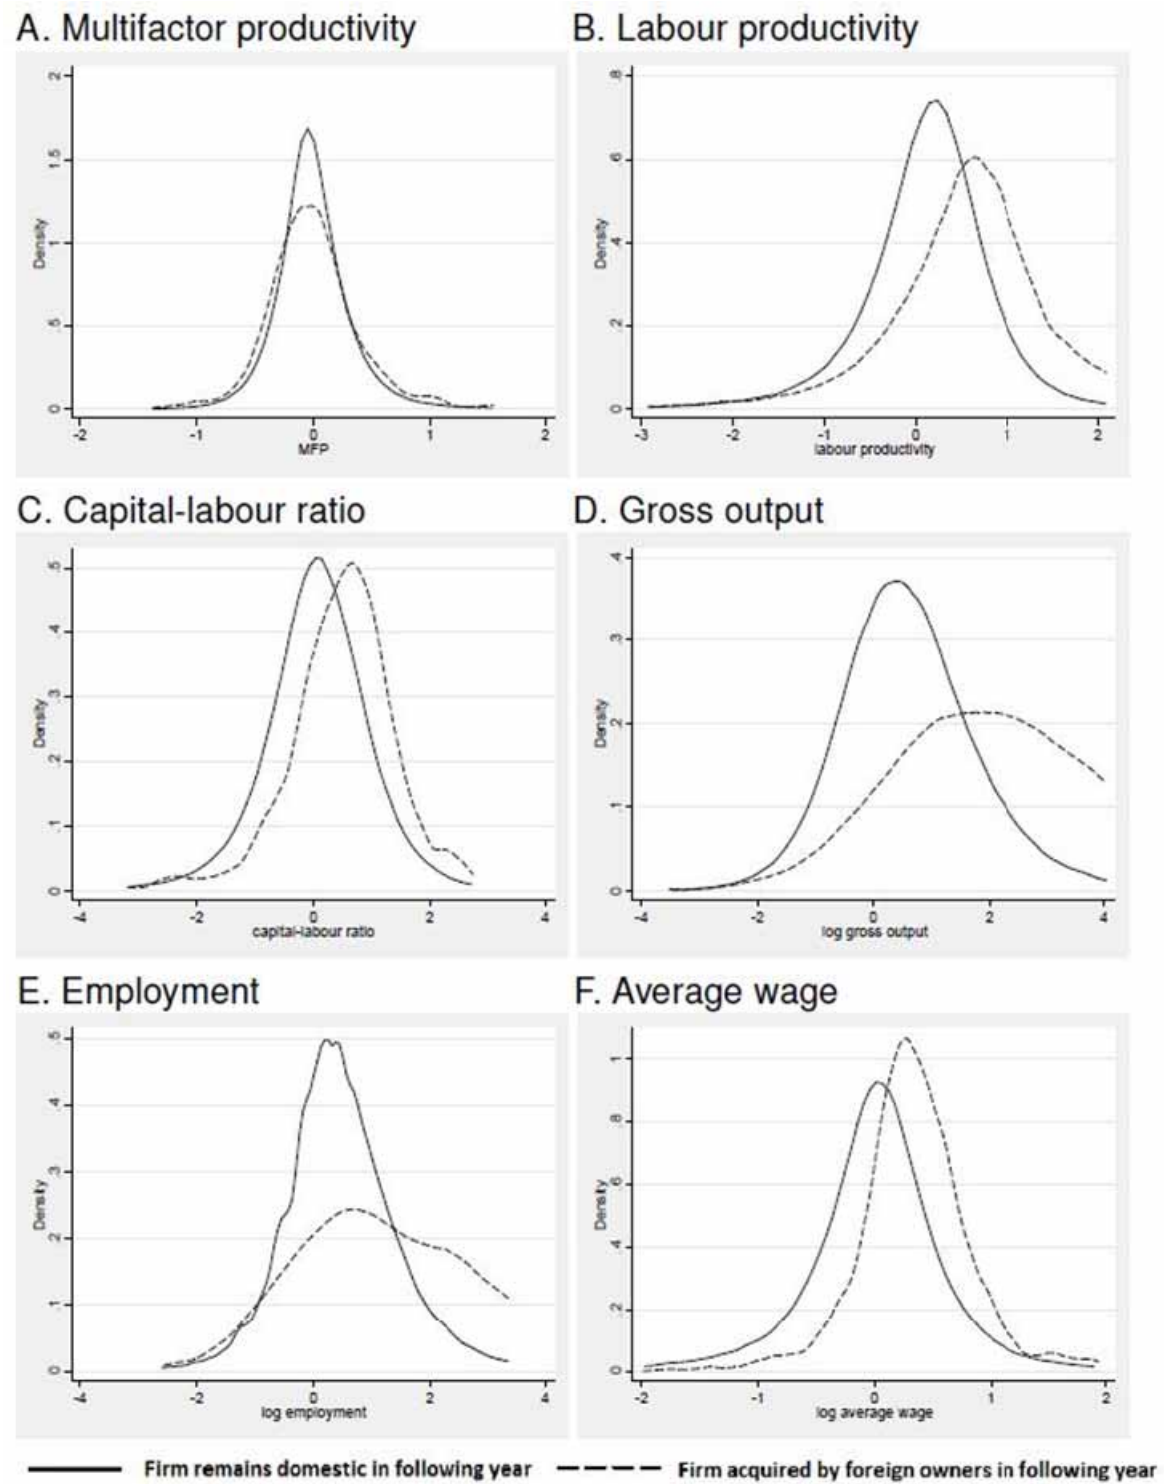 A. Multifactor productivity
Density
0 .5 1 1.5 2
-2 -1 0 1 2
MFP
B. Labour productivity
Density
0 .2 .4 .6 .8
-3 -2 -1 0 1 2
labour productivity
C. Capital-labour ratio
Density
0 .1 .2 .3 .4 .5
-4 -2 0 2 4
capital-labour ratio
D. Gross output
Density
0 .1 .2 .3 .4
-4 -2 0 2 4
log gross output
E. Employment
Density
0 .1 .2 .3 .4 .5
-4 -2 0 2 4
log employment
F. Average wage
Density
0 .2 .4 .6 .8 1
-2 -1 0 1 2
log average wage
Firm remains domestic in following year
Firm acquired by foreign owners in following year